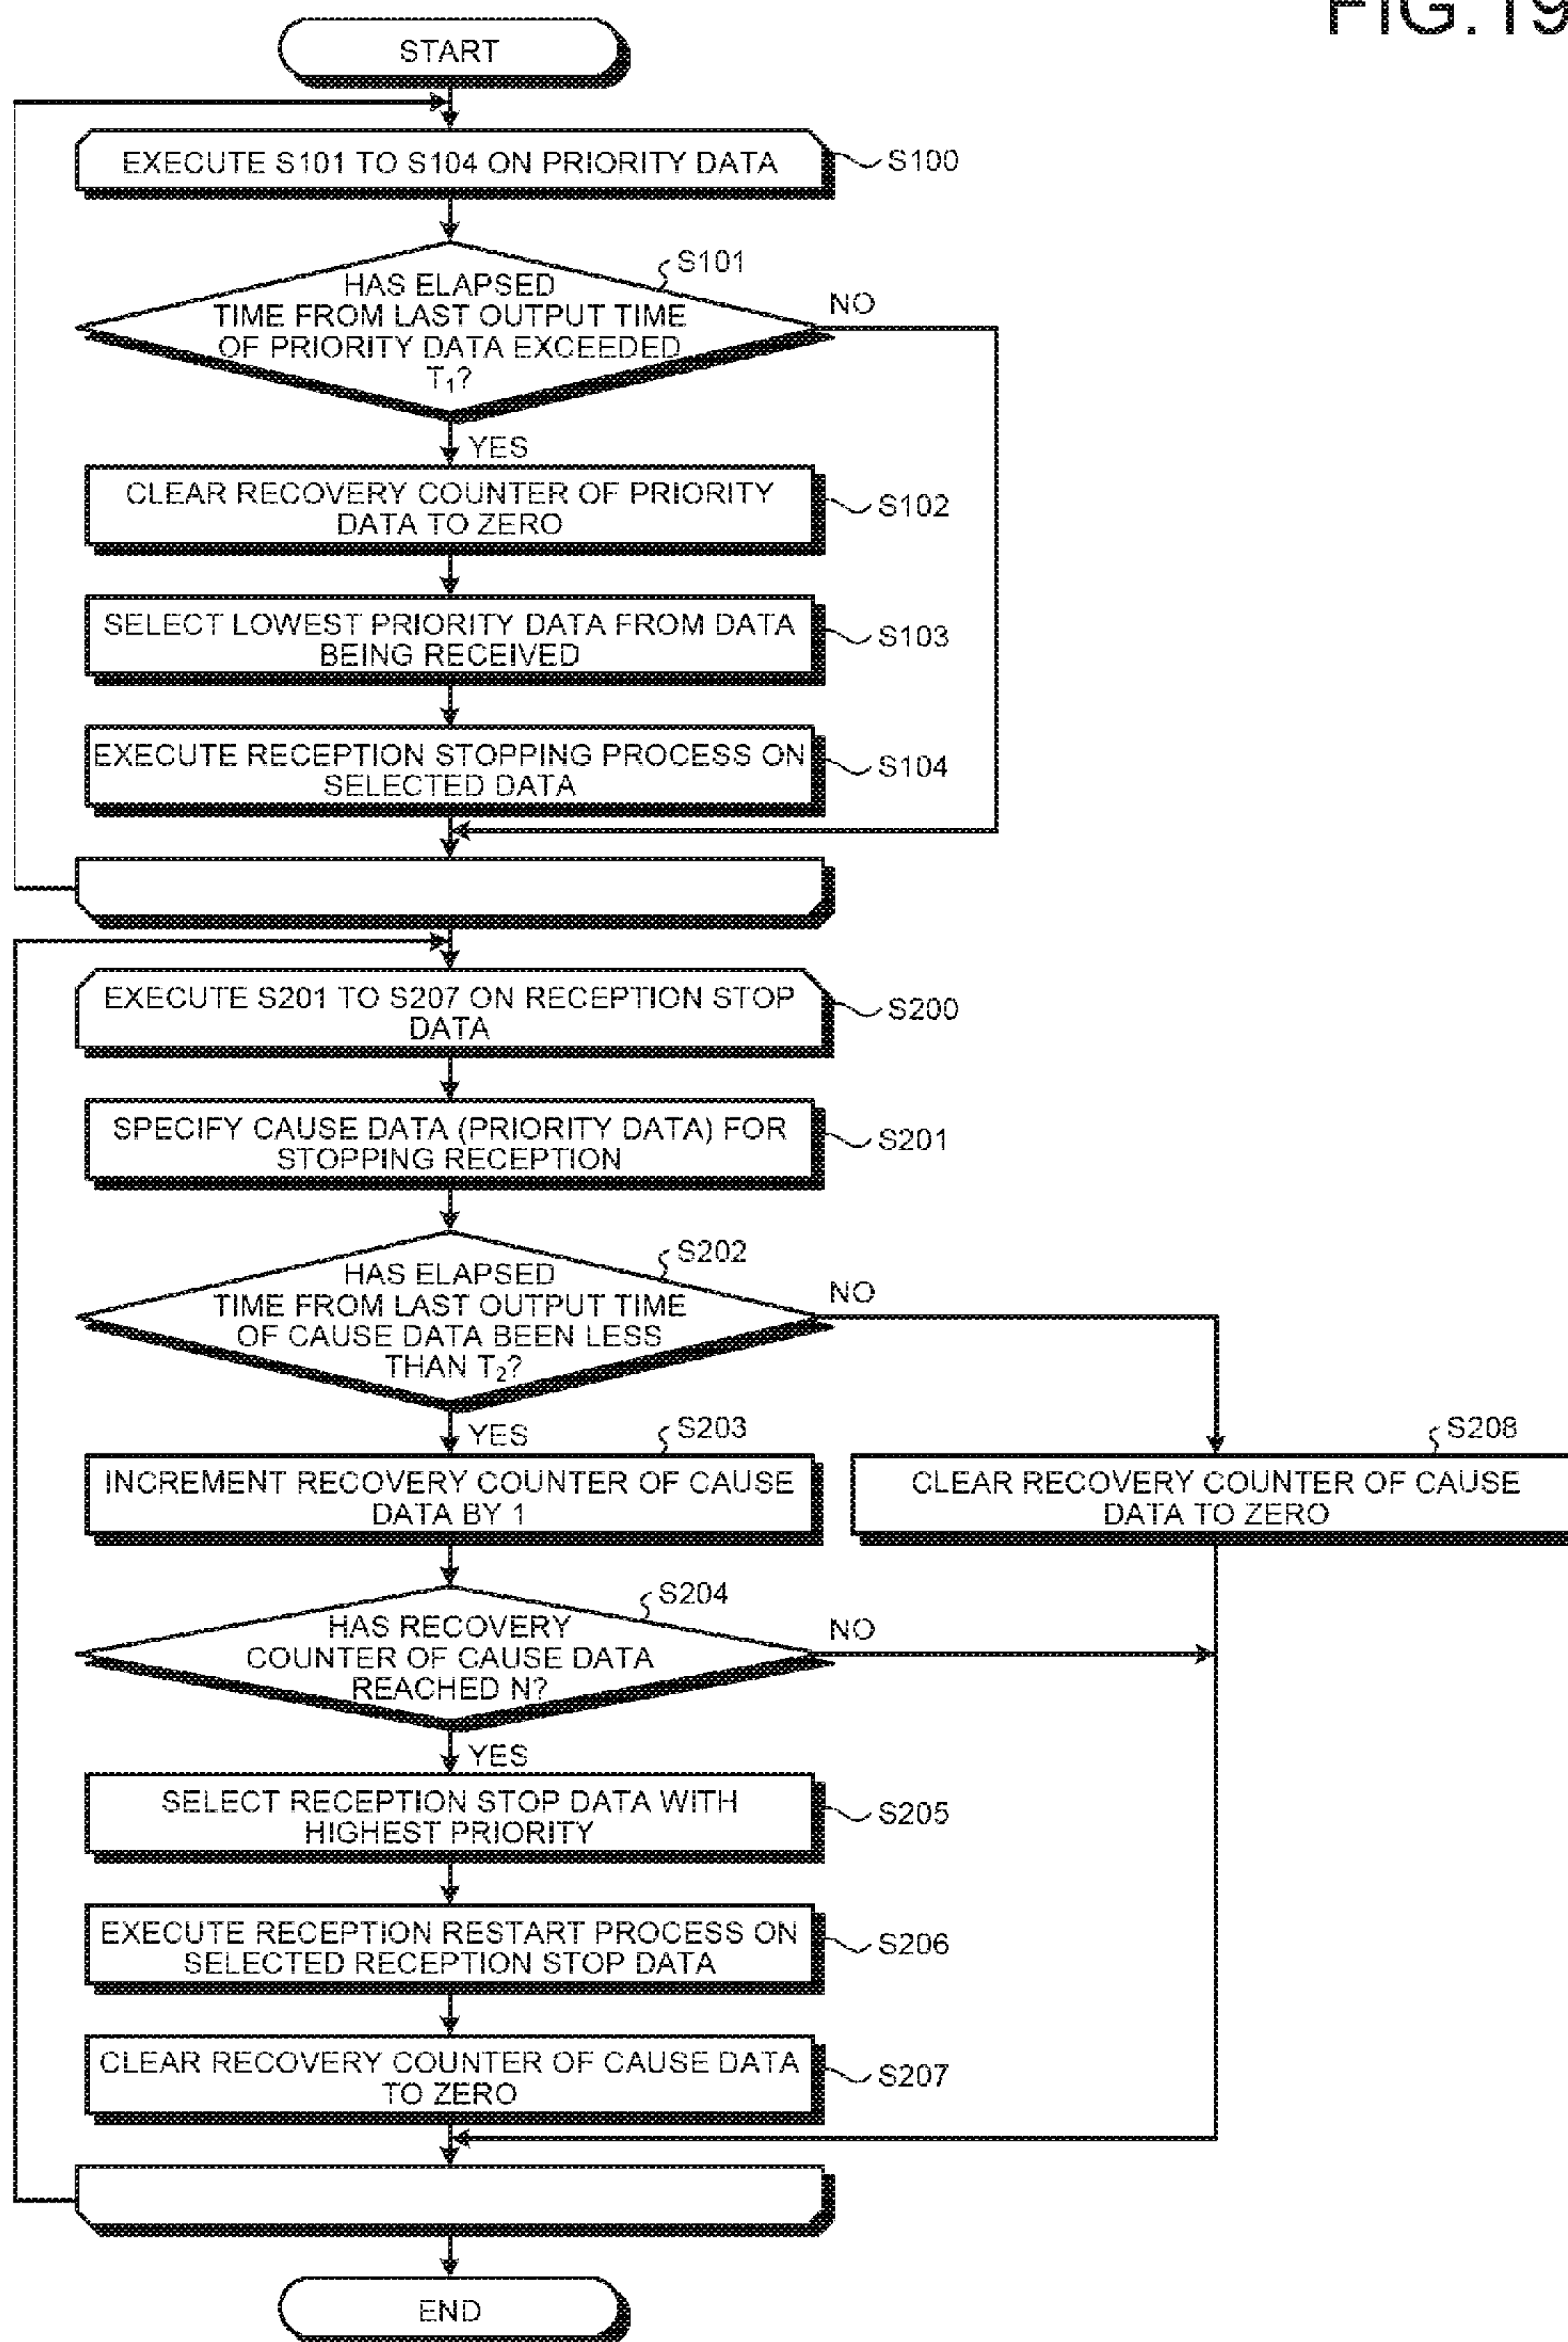 FIG.19
START
EXECUTE S101 TO S104 ON PRIORITY DATA
S100
S101
HAS ELAPSED
TIME FROM LAST OUTPUT TIME
OF PRIORITY DATA EXCEEDED
T₁?
NO
YES
CLEAR RECOVERY COUNTER OF PRIORITY
DATA TO ZERO
S102
SELECT LOWEST PRIORITY DATA FROM DATA
BEING RECEIVED
S103
EXECUTE RECEPTION STOPPING PROCESS ON
SELECTED DATA
S104
EXECUTE S201 TO S207 ON RECEPTION STOP
DATA
S200
SPECIFY CAUSE DATA (PRIORITY DATA) FOR
STOPPING RECEPTION
S201
S202
HAS ELAPSED
TIME FROM LAST OUTPUT TIME
OF CAUSE DATA BEEN LESS
THAN T₂?
NO
YES
S203
INCREMENT RECOVERY COUNTER OF CAUSE
DATA BY 1
S208
CLEAR RECOVERY COUNTER OF CAUSE
DATA TO ZERO
S204
HAS RECOVERY
COUNTER OF CAUSE DATA
REACHED N?
NO
YES
SELECT RECEPTION STOP DATA WITH
HIGHEST PRIORITY
S205
EXECUTE RECEPTION RESTART PROCESS ON
SELECTED RECEPTION STOP DATA
S206
CLEAR RECOVERY COUNTER OF CAUSE DATA
TO ZERO
S207
END